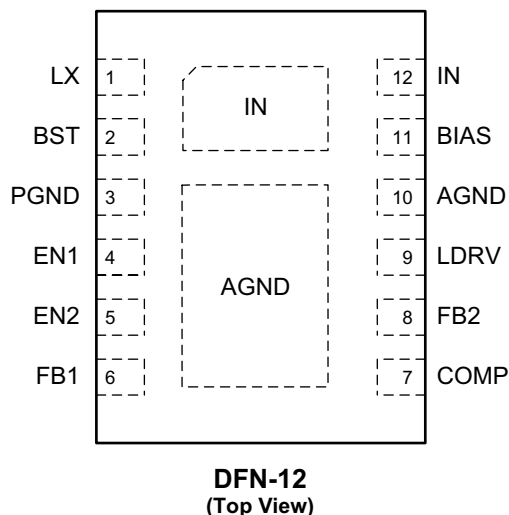 LX 1 IN 12 IN
BST 2 11 BIAS
PGND 3 10 AGND
EN1 4 AGND 9 LDRV
EN2 5 8 FB2
FB1 6 7 COMP
DFN-12
(Top View)